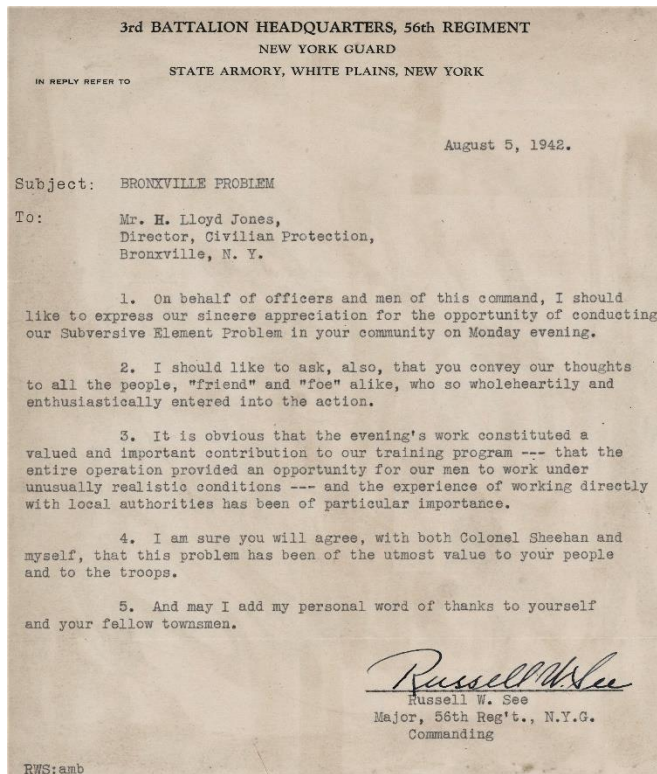 3rd BATTALION HEADQUARTERS, 56th REGIMENT
NEW YORK GUARD
STATE ARMORY, WHITE PLAINS, NEW YORK
IN REPLY REFER TO
August 5, 1942.
Subject: BRONXVILLE PROBLEM
To: Mr. H. Lloyd Jones,
Director, Civilian Protection,
Bronxville, N. Y.
1. On behalf of officers and men of this command, I should
like to express our sincere appreciation for the opportunity of conducting
our Subversive Element Problem in your community on Monday evening.
2. I should like to ask, also, that you convey our thoughts
to all the people, "friend" and "foe" alike, who so wholeheartily and
enthusiastically entered into the action.
3. It is obvious that the evening's work constituted a
valued and important contribution to our training program --- that the
entire operation provided an opportunity for our men to work under
unusually realistic conditions --- and the experience of working directly
with local authorities has been of particular importance.
4. I am sure you will agree, with both Colonel Sheehan and
myself, that this problem has been of the utmost value to your people
and to the troops.
5. And may I add my personal word of thanks to yourself
and your fellow townsmen.
Russell W. See
Russell W. See
Major, 56th Reg't., N.Y.G.
Commanding
RWS:amb